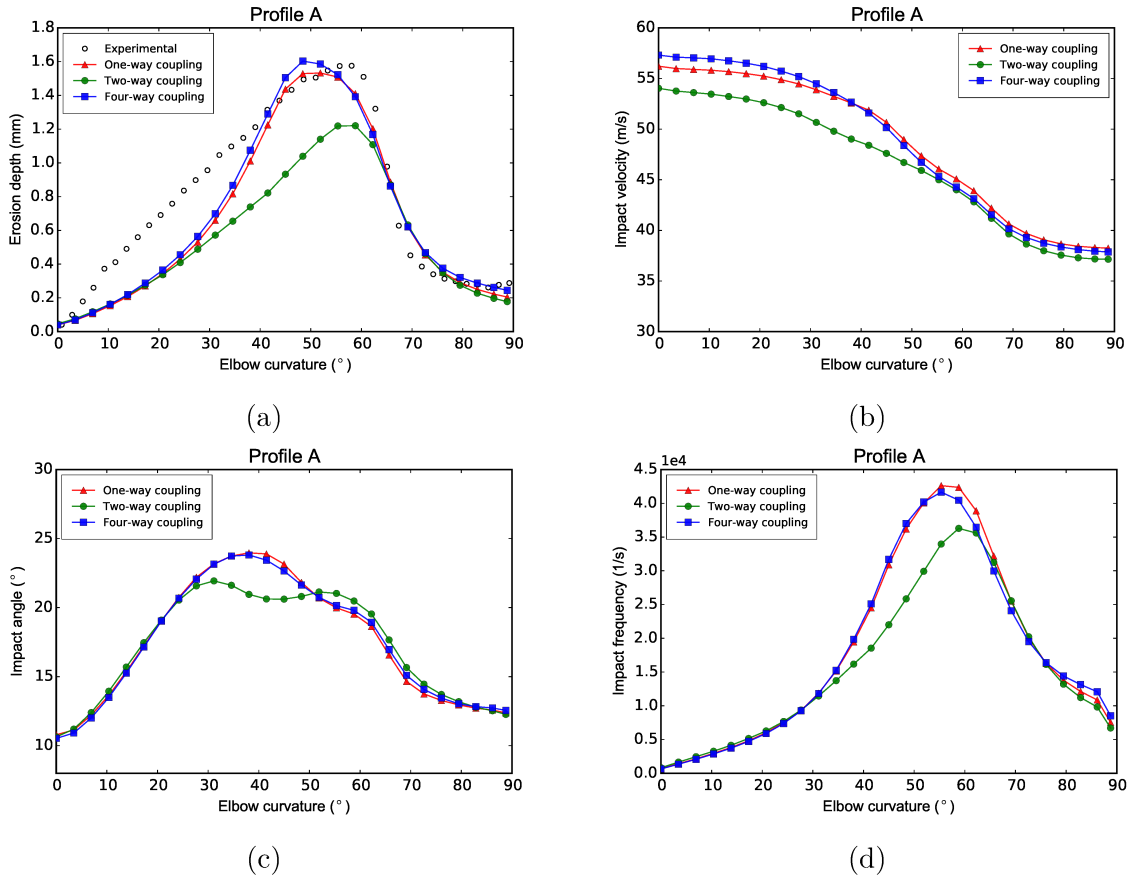 Profile A
1.8
1.6
1.4
1.2
1.0
0.8
0.6
0.4
0.2
0.0
Erosion depth (mm)
Experimental
One-way coupling
Two-way coupling
Four-way coupling
0 10 20 30 40 50 60 70 80 90
Elbow curvature (°)
(a)
Profile A
60
55
50
45
40
35
30
Impact velocity (m/s)
One-way coupling
Two-way coupling
Four-way coupling
0 10 20 30 40 50 60 70 80 90
Elbow curvature (°)
(b)
Profile A
30
25
20
15
10
Impact angle (°)
One-way coupling
Two-way coupling
Four-way coupling
0 10 20 30 40 50 60 70 80 90
Elbow curvature (°)
(c)
Profile A
1e4
4.5
4.0
3.5
3.0
2.5
2.0
1.5
1.0
0.5
0.0
Impact frequency (1/s)
One-way coupling
Two-way coupling
Four-way coupling
0 10 20 30 40 50 60 70 80 90
Elbow curvature (°)
(d)